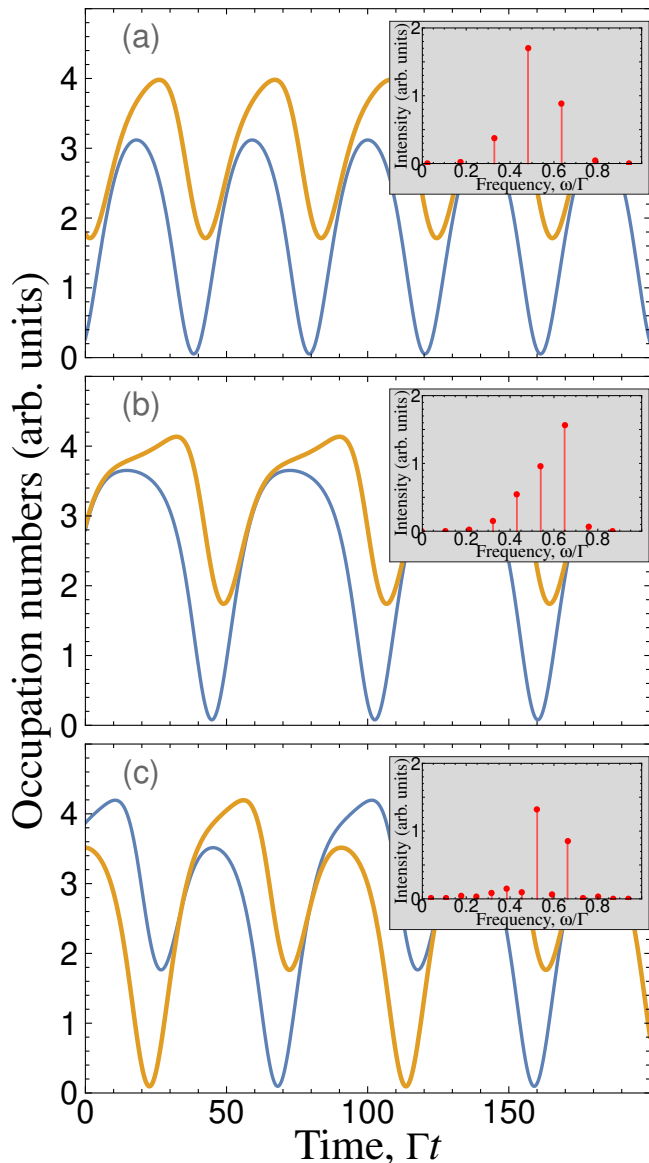 Occupation numbers (arb. units)
(a)
4
3
2
1
0
Intensity (arb. units)
2
1
0
0 0.2 0.4 0.6 0.8
Frequency, ω/Γ
(b)
4
3
2
1
0
Intensity (arb. units)
2
1
0
0 0.2 0.4 0.6 0.8
Frequency, ω/Γ
(c)
4
3
2
1
0
Intensity (arb. units)
2
1
0
0 0.2 0.4 0.6 0.8
Frequency, ω/Γ
0 50 100 150
Time, Γt